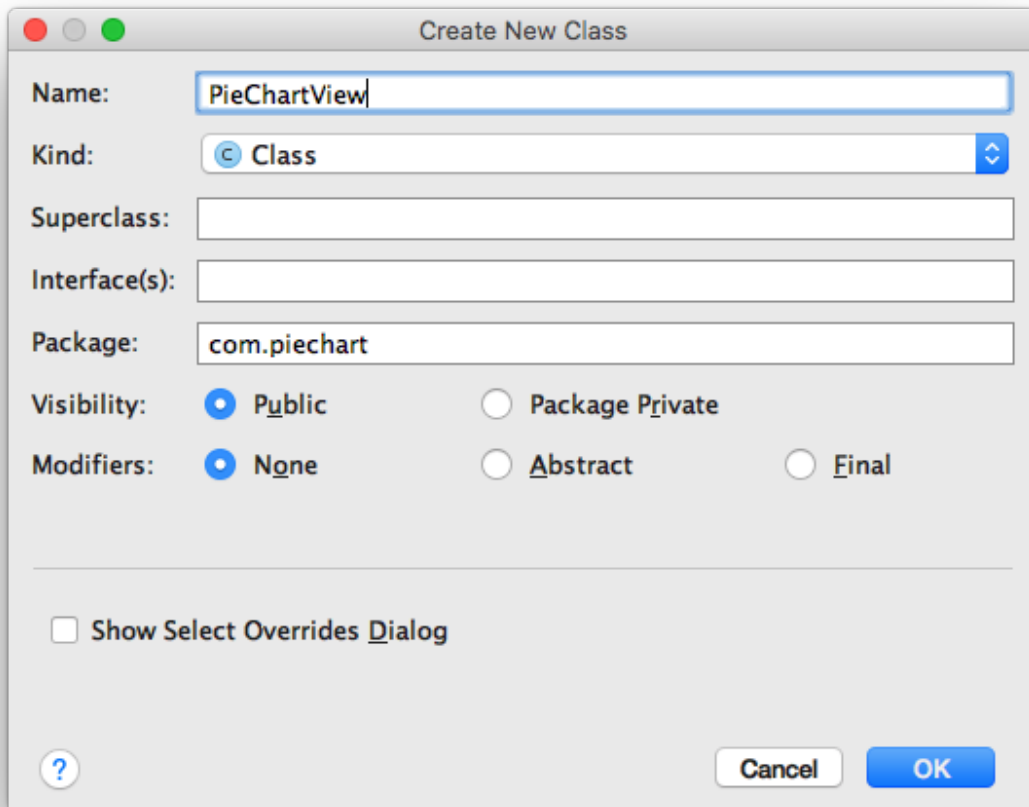 Create New Class
Name: PieChartView
Kind: C Class
Superclass:
Interface(s):
Package: com.piechart
Visibility: Public Package Private
Modifiers: None Abstract Final
Show Select Overrides Dialog
? Cancel OK